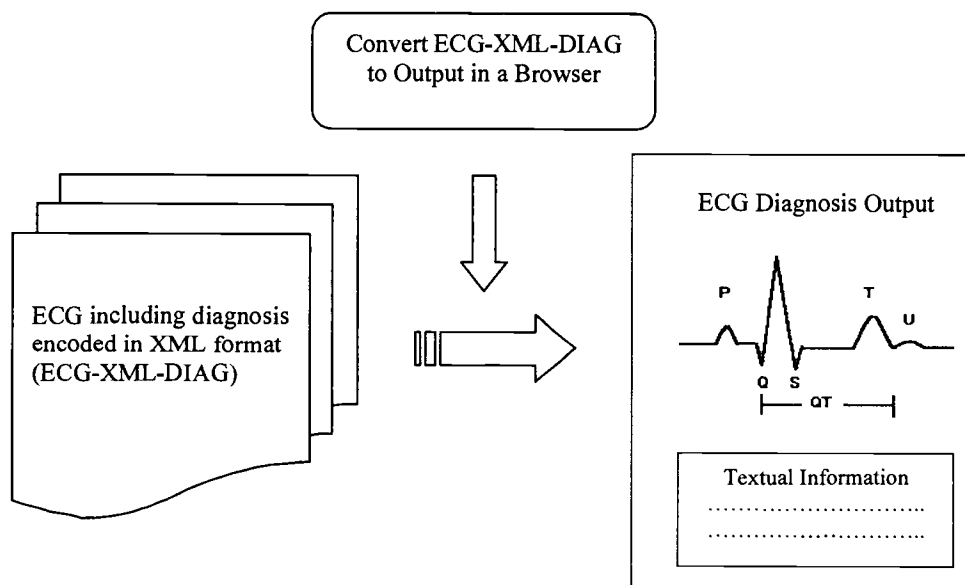 Convert ECG-XML-DIAG
to Output in a Browser
ECG including diagnosis
encoded in XML format
(ECG-XML-DIAG)
ECG Diagnosis Output
P
T
U
Q
S
QT
Textual Information